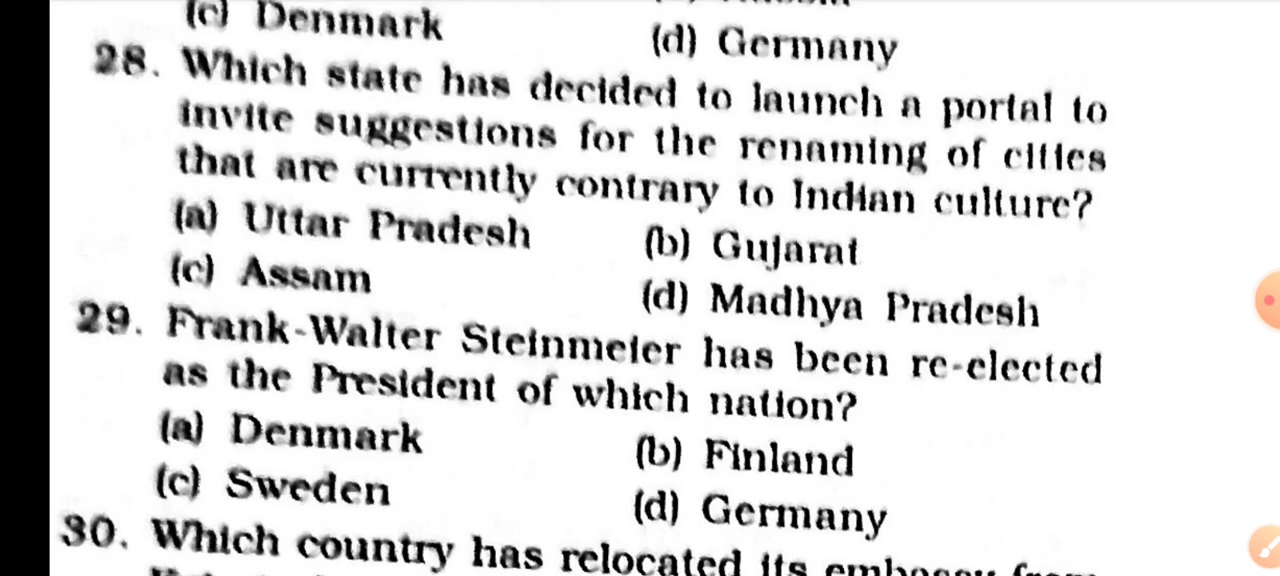 (c) Denmark (d) Germany
28. Which state has decided to launch a portal to
invite suggestions for the renaming of cities
that are currently contrary to Indian culture?
(a) Uttar Pradesh (b) Gujarat
(c) Assam (d) Madhya Pradesh
29. Frank-Walter Steinmeier has been re-elected
as the President of which nation?
(a) Denmark (b) Finland
(c) Sweden (d) Germany
30. Which country has relocated its embassy from